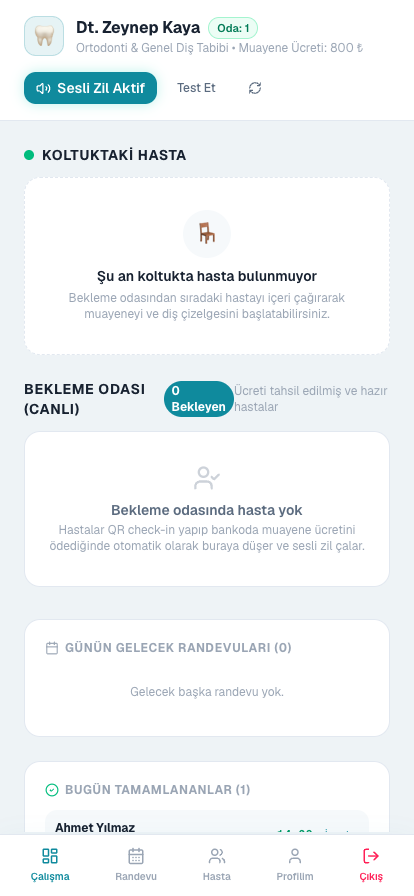 Dt. Zeynep Kaya Oda: 1
Ortodonti & Genel Diş Tabibi • Muayene Ücreti: 800 ₺
Sesli Zil Aktif Test Et
KOLTUKTAKİ HASTA
Şu an koltukta hasta bulunmuyor
Bekleme odasından sıradaki hastayı içeri çağırarak
muayeneyi ve diş çizelgesini başlatabilirsiniz.
BEKLEME ODASI
(CANLI)
0
Bekleyen
Ücreti tahsil edilmiş ve hazır
hastalar
Bekleme odasında hasta yok
Hastalar QR check-in yapıp bankoda muayene ücretini
ödediğinde otomatik olarak buraya düşer ve sesli zil çalar.
GÜNÜN GELECEK RANDEVULARI (0)
Gelecek başka randevu yok.
BUGÜN TAMAMLANANLAR (1)
Ahmet Yılmaz
Çalışma Randevu Hasta Profilim Çıkış